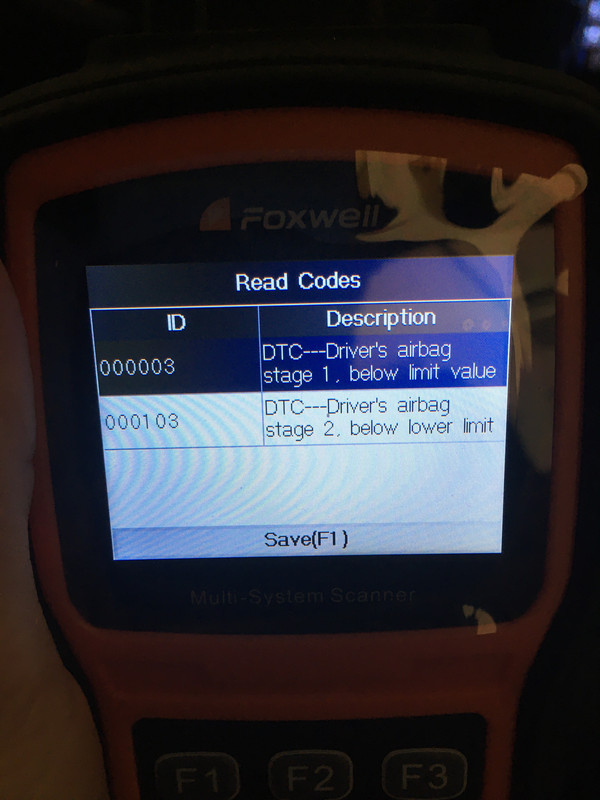 Foxwell
Read Codes
ID Description
000003 DTC---Driver's airbag
stage 1, below limit value
000103 DTC---Driver's airbag
stage 2, below lower limit
Save(F1)
Multi-System Scanner
F1 F2 F3